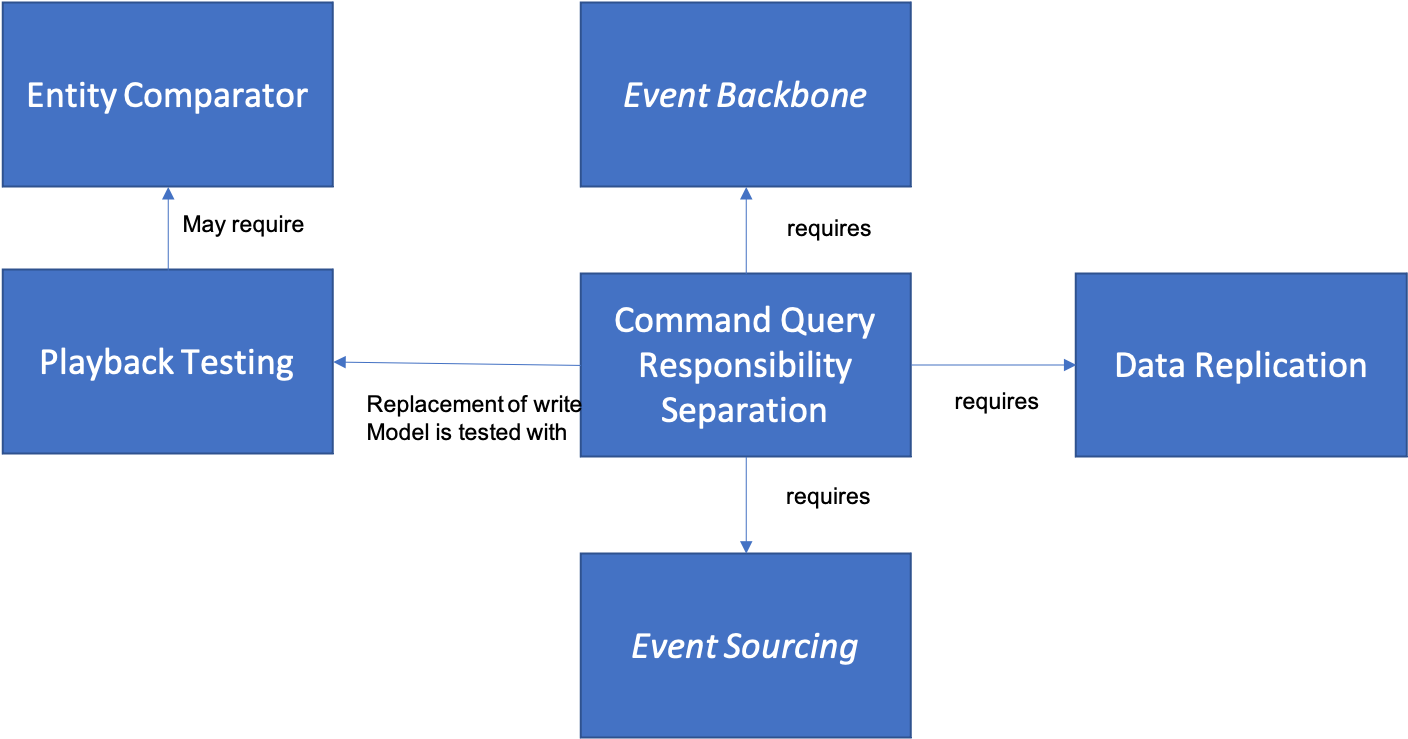 Entity Comparator
Event Backbone
May require
requires
Playback Testing
Command Query
Responsibility
Separation
Data Replication
Replacement of write
Model is tested with
requires
requires
Event Sourcing